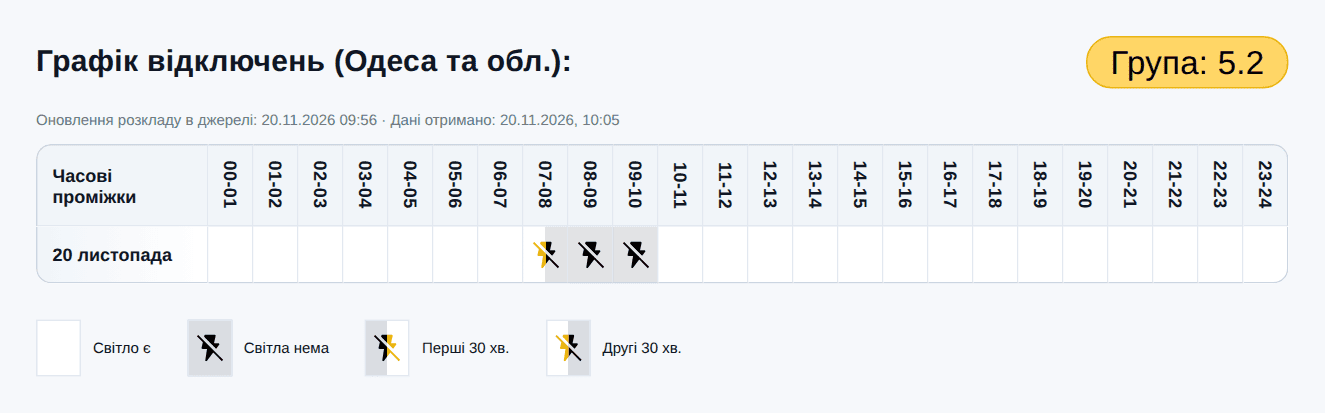 Графік відключень (Одеса та обл.):
Група: 5.2
Оновлення розкладу в джерелі: 20.11.2026 09:56 · Дані отримано: 20.11.2026, 10:05
Часові
проміжки
00-01
01-02
02-03
03-04
04-05
05-06
06-07
07-08
08-09
09-10
10-11
11-12
12-13
13-14
14-15
15-16
16-17
17-18
18-19
19-20
20-21
21-22
22-23
23-24
20 листопада
Світло є
Світла нема
Перші 30 хв.
Другі 30 хв.